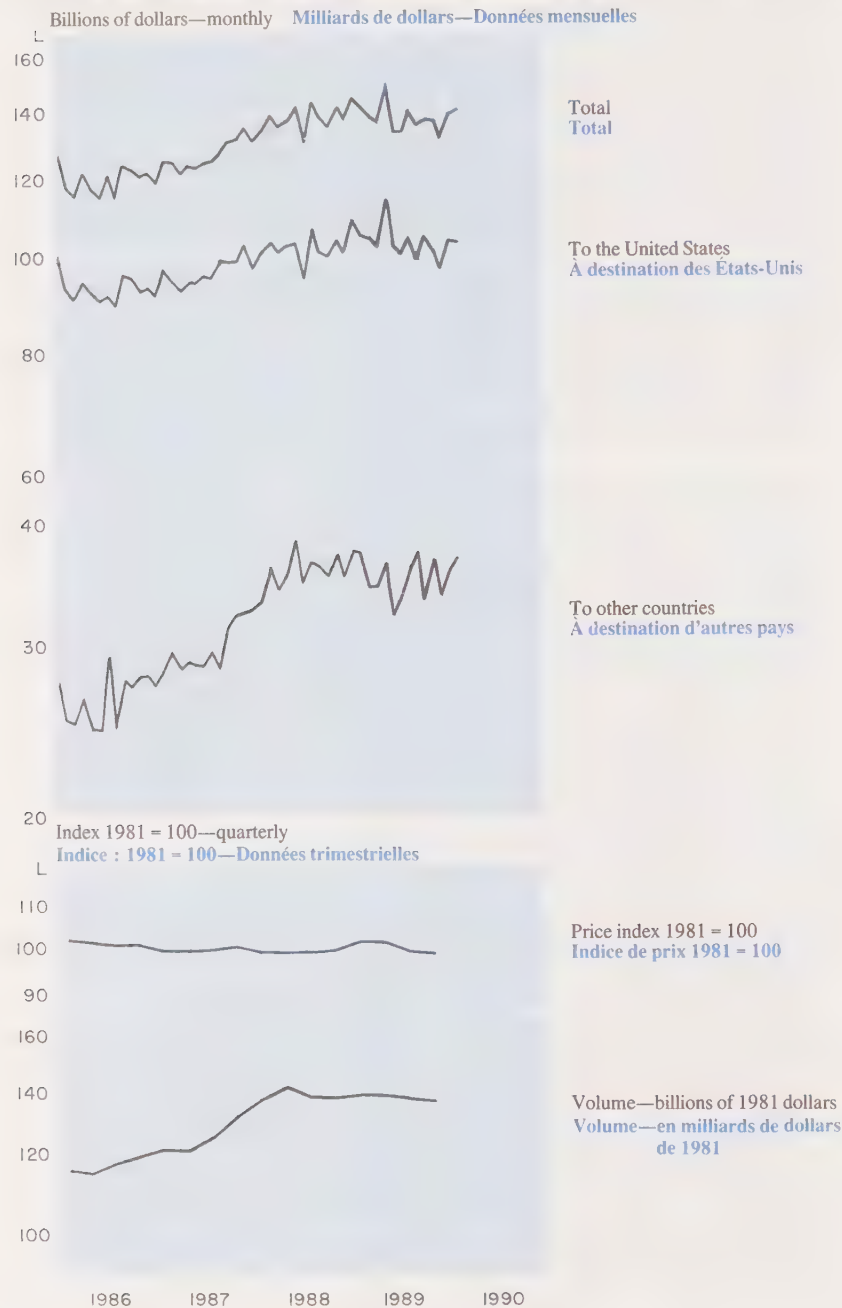 Billions of dollars—monthly Milliards de dollars—Données mensuelles
L
160
140
120
100
80
60
40
30
20
Total
Total
To the United States
À destination des États-Unis
To other countries
À destination d'autres pays
Index 1981 = 100—quarterly
Indice : 1981 = 100—Données trimestrielles
L
110
100
90
160
140
120
100
Price index 1981 = 100
Indice de prix 1981 = 100
Volume—billions of 1981 dollars
Volume—en milliards de dollars
de 1981
1986 1987 1988 1989 1990